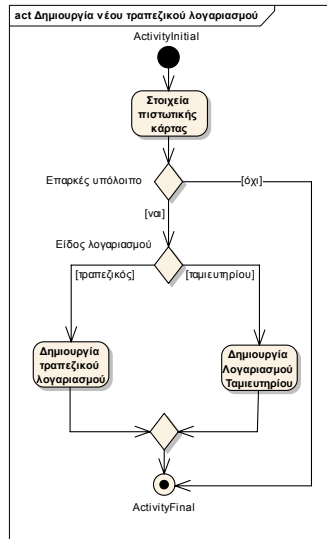 act Δημιουργία νέου τραπεζικού λογαριασμού
ActivityInitial
Στοιχεία
πιστωτικής
κάρτας
Επαρκές υπόλοιπο
[όχι]
[ναι]
Είδος λογαριασμού
[τραπεζικός]
[ταμιευτηρίου]
Δημιουργία
τραπεζικού
λογαριασμού
Δημιουργία
Λογαριασμού
Ταμιευτηρίου
ActivityFinal